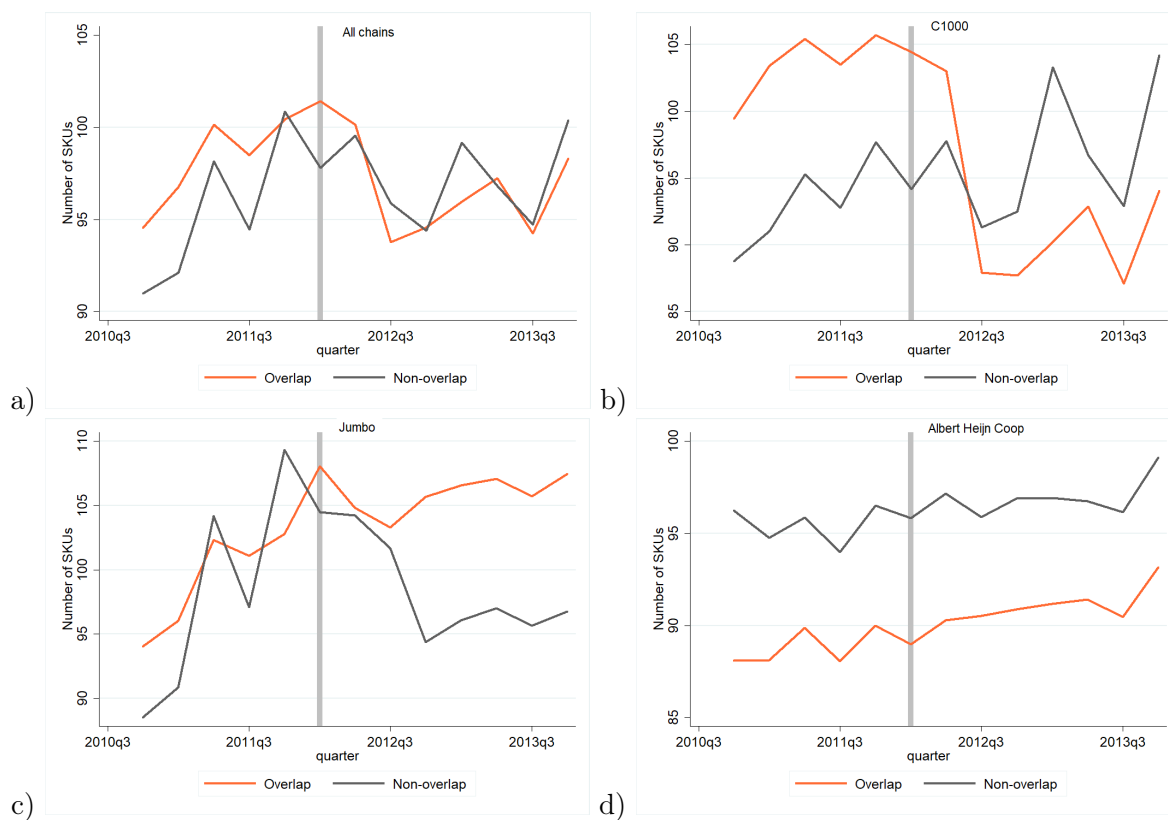 All chains
Number of SKUs
105
100
95
90
2010q3 2011q3 2012q3 2013q3
quarter
Overlap Non-overlap
a)
C1000
Number of SKUs
105
100
95
90
85
2010q3 2011q3 2012q3 2013q3
quarter
Overlap Non-overlap
b)
Jumbo
Number of SKUs
110
105
100
95
90
2010q3 2011q3 2012q3 2013q3
quarter
Overlap Non-overlap
c)
Albert Heijn Coop
Number of SKUs
100
95
90
85
2010q3 2011q3 2012q3 2013q3
quarter
Overlap Non-overlap
d)